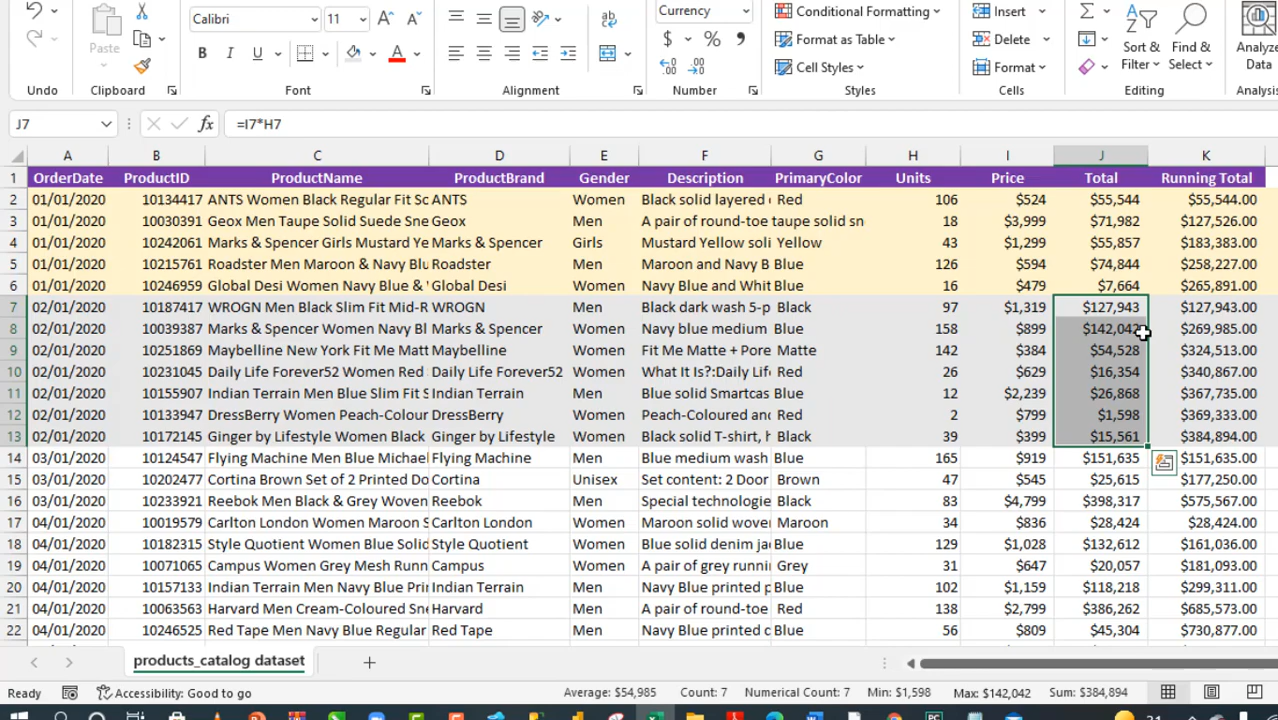 Calibri 11 A^ A˅ ab Currency Conditional Formatting Insert
Paste B I U A $ % 9 Format as Table Delete Sort & Find & Analyze
Cell Styles Format Filter Select Data
Undo Clipboard Font Alignment Number Styles Cells Editing Analysis
J7 fx =I7*H7
A B C D E F G H I J K
1 OrderDate ProductID ProductName ProductBrand Gender Description PrimaryColor Units Price Total Running Total
2 01/01/2020 10134417 ANTS Women Black Regular Fit Sc ANTS Women Black solid layered Red 106 $524 $55,544 $55,544.00
3 01/01/2020 10030391 Geox Men Taupe Solid Suede Sne Geox Men A pair of round-toe taupe solid sn 18 $3,999 $71,982 $127,526.00
4 01/01/2020 10242061 Marks & Spencer Girls Mustard Ye Marks & Spencer Girls Mustard Yellow soli Yellow 43 $1,299 $55,857 $183,383.00
5 01/01/2020 10215761 Roadster Men Maroon & Navy Blu Roadster Men Maroon and Navy B Blue 126 $594 $74,844 $258,227.00
6 01/01/2020 10246959 Global Desi Women Navy Blue & Global Desi Women Navy Blue and Whit Blue 16 $479 $7,664 $265,891.00
7 02/01/2020 10187417 WROGN Men Black Slim Fit Mid-R WROGN Men Black dark wash 5-p Black 97 $1,319 $127,943 $127,943.00
8 02/01/2020 10039387 Marks & Spencer Women Navy Bl Marks & Spencer Women Navy blue medium Blue 158 $899 $142,042 $269,985.00
9 02/01/2020 10251869 Maybelline New York Fit Me Matt Maybelline Women Fit Me Matte + Pore Matte 142 $384 $54,528 $324,513.00
10 02/01/2020 10231045 Daily Life Forever52 Women Red Daily Life Forever52 Women What It Is?:Daily Life Red 26 $629 $16,354 $340,867.00
11 02/01/2020 10155907 Indian Terrain Men Blue Slim Fit S Indian Terrain Men Blue solid Smartcas Blue 12 $2,239 $26,868 $367,735.00
12 02/01/2020 10133947 DressBerry Women Peach-Colour DressBerry Women Peach-Coloured and Red 2 $799 $1,598 $369,333.00
13 02/01/2020 10172145 Ginger by Lifestyle Women Black Ginger by Lifestyle Women Black solid T-shirt, h Black 39 $399 $15,561 $384,894.00
14 03/01/2020 10124547 Flying Machine Men Blue Michael Flying Machine Men Blue medium wash Blue 165 $919 $151,635 $151,635.00
15 03/01/2020 10202477 Cortina Brown Set of 2 Printed Do Cortina Unisex Set content: 2 Door Brown 47 $545 $25,615 $177,250.00
16 03/01/2020 10233921 Reebok Men Black & Grey Woven Reebok Men Special technologie Black 83 $4,799 $398,317 $575,567.00
17 04/01/2020 10019579 Carlton London Women Maroon S Carlton London Women Maroon solid wover Maroon 34 $836 $28,424 $28,424.00
18 04/01/2020 10182315 Style Quotient Women Blue Solid Style Quotient Women Blue solid denim ja Blue 129 $1,028 $132,612 $161,036.00
19 04/01/2020 10071065 Campus Women Grey Mesh Runn Campus Women A pair of grey runni Grey 31 $647 $20,057 $181,093.00
20 04/01/2020 10157133 Indian Terrain Men Navy Blue Pri Indian Terrain Men Navy Blue printed p Blue 102 $1,159 $118,218 $299,311.00
21 04/01/2020 10063563 Harvard Men Cream-Coloured Sne Harvard Men A pair of round-toe Red 138 $2,799 $386,262 $685,573.00
22 04/01/2020 10246525 Red Tape Men Navy Blue Regular Red Tape Men Navy Blue printed Blue 56 $809 $45,304 $730,877.00
products_catalog dataset
Ready Accessibility: Good to go Average: $54,985 Count: 7 Numerical Count: 7 Min: $1,598 Max: $142,042 Sum: $384,894